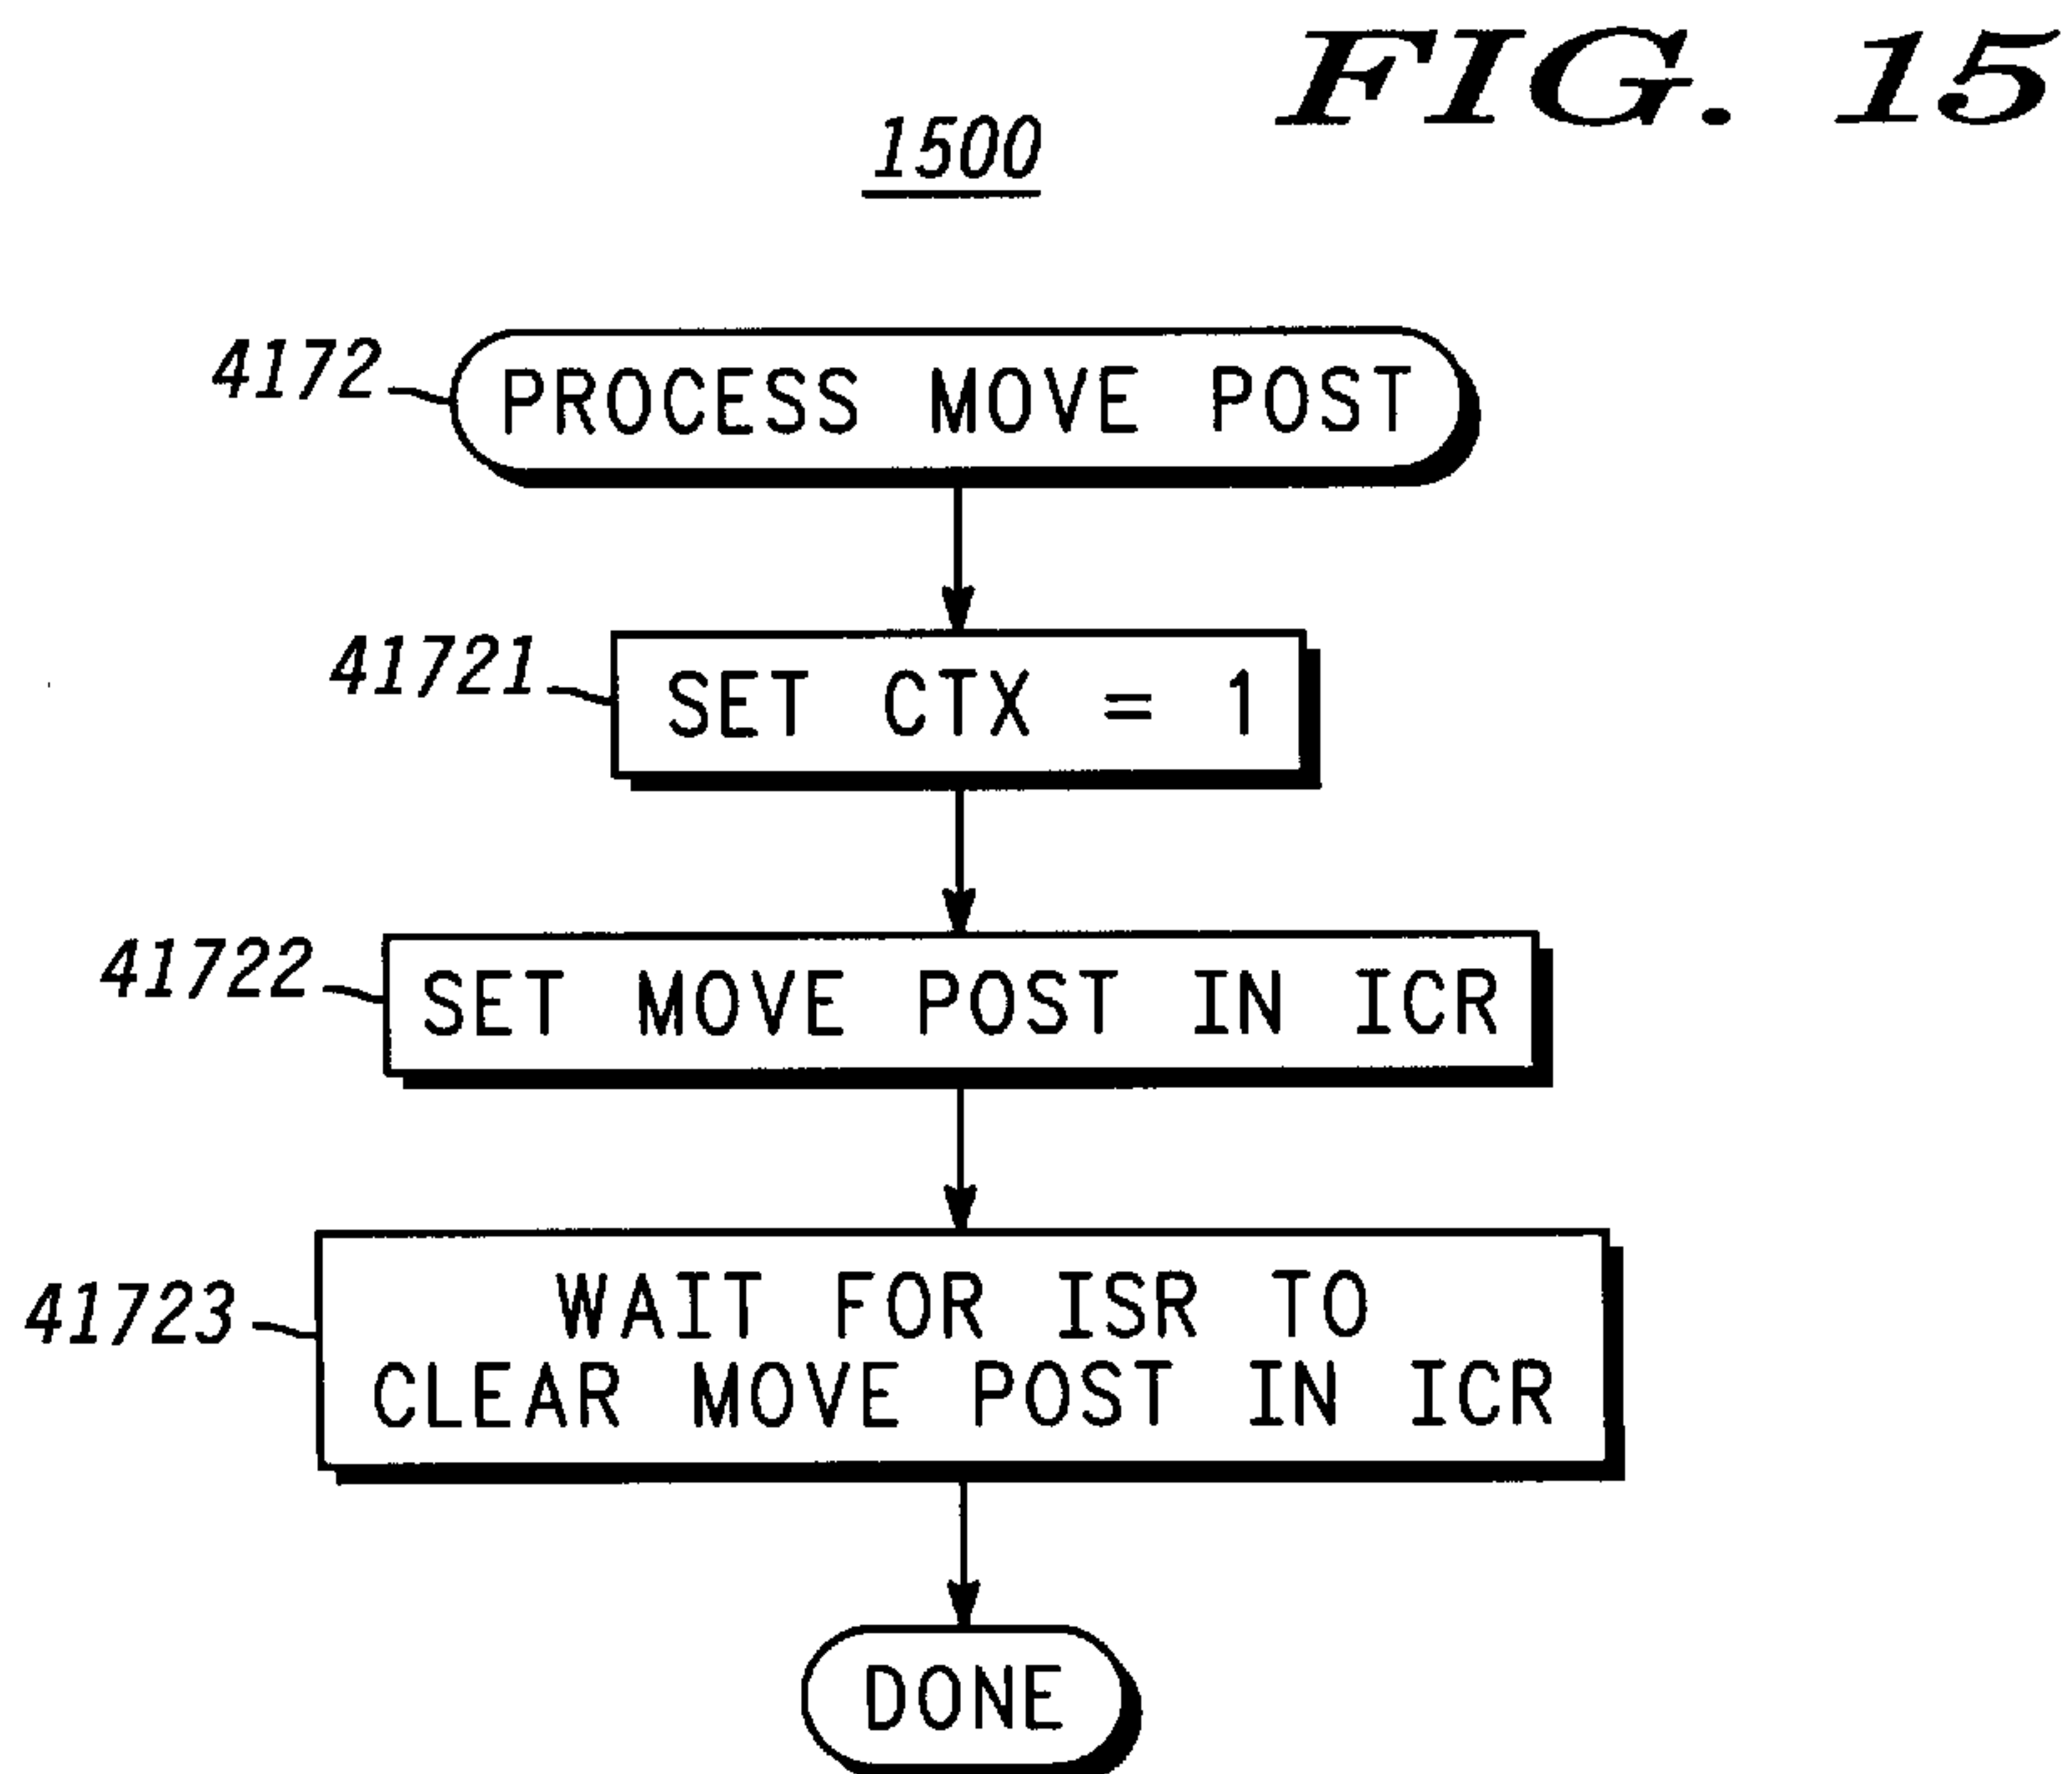 FIG. 15
1500
4172
PROCESS MOVE POST
41721
SET CTX = 1
41722
SET MOVE POST IN ICR
41723
WAIT FOR ISR TO
CLEAR MOVE POST IN ICR
DONE